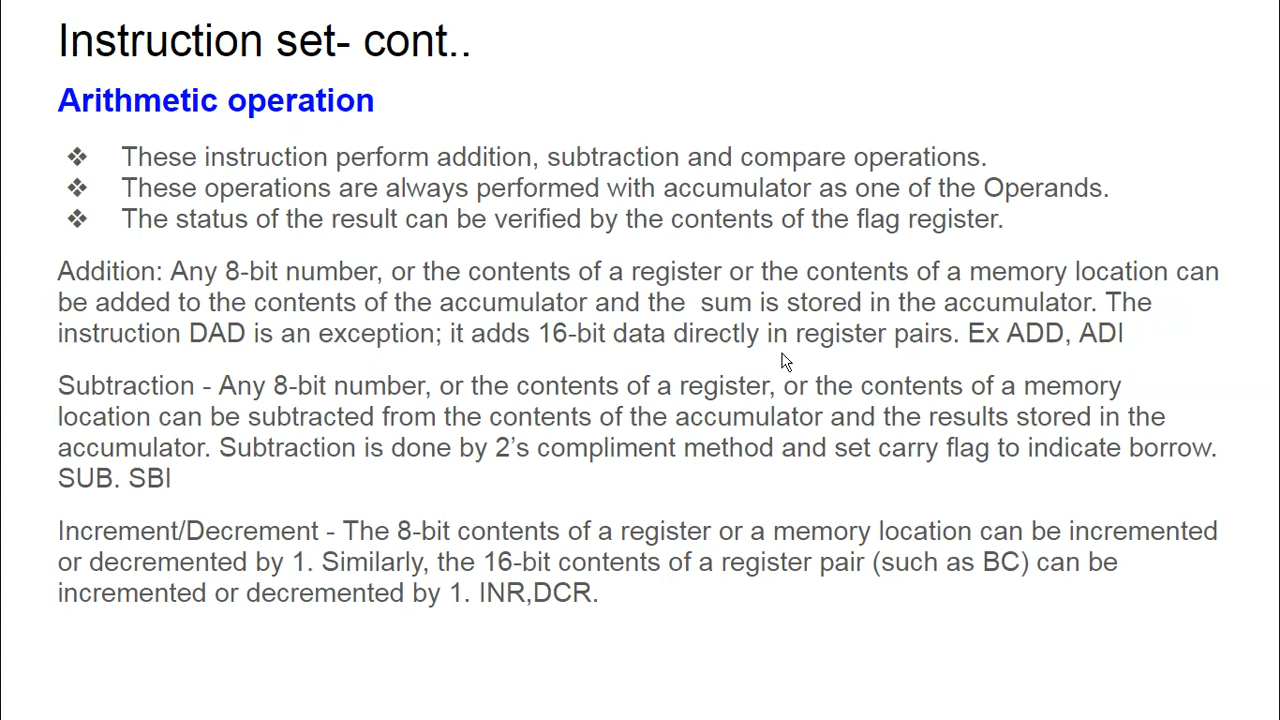 Instruction set- cont..
Arithmetic operation
❖ These instruction perform addition, subtraction and compare operations.
❖ These operations are always performed with accumulator as one of the Operands.
❖ The status of the result can be verified by the contents of the flag register.
Addition: Any 8-bit number, or the contents of a register or the contents of a memory location can
be added to the contents of the accumulator and the  sum is stored in the accumulator. The
instruction DAD is an exception; it adds 16-bit data directly in register pairs. Ex ADD, ADI
Subtraction - Any 8-bit number, or the contents of a register, or the contents of a memory
location can be subtracted from the contents of the accumulator and the results stored in the
accumulator. Subtraction is done by 2’s compliment method and set carry flag to indicate borrow.
SUB. SBI
Increment/Decrement - The 8-bit contents of a register or a memory location can be incremented
or decremented by 1. Similarly, the 16-bit contents of a register pair (such as BC) can be
incremented or decremented by 1. INR,DCR.